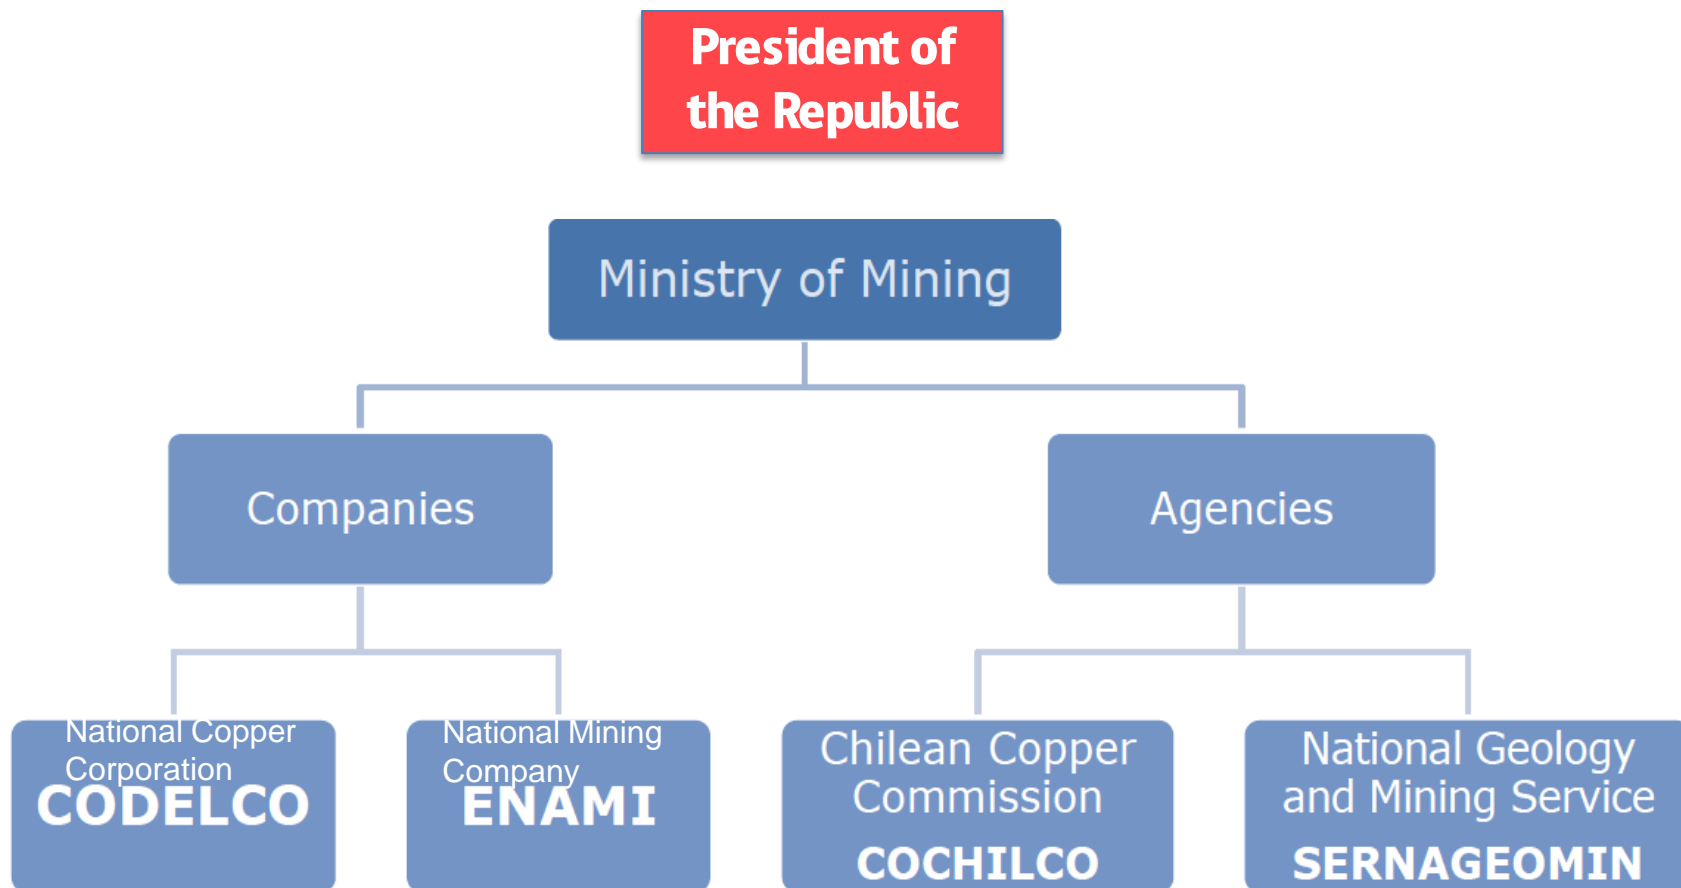 President of
the Republic
Ministry of Mining
Companies
Agencies
National Copper
Corporation
CODELCO
National Mining
Company
ENAMI
Chilean Copper
Commission
COCHILCO
National Geology
and Mining Service
SERNAGEOMIN